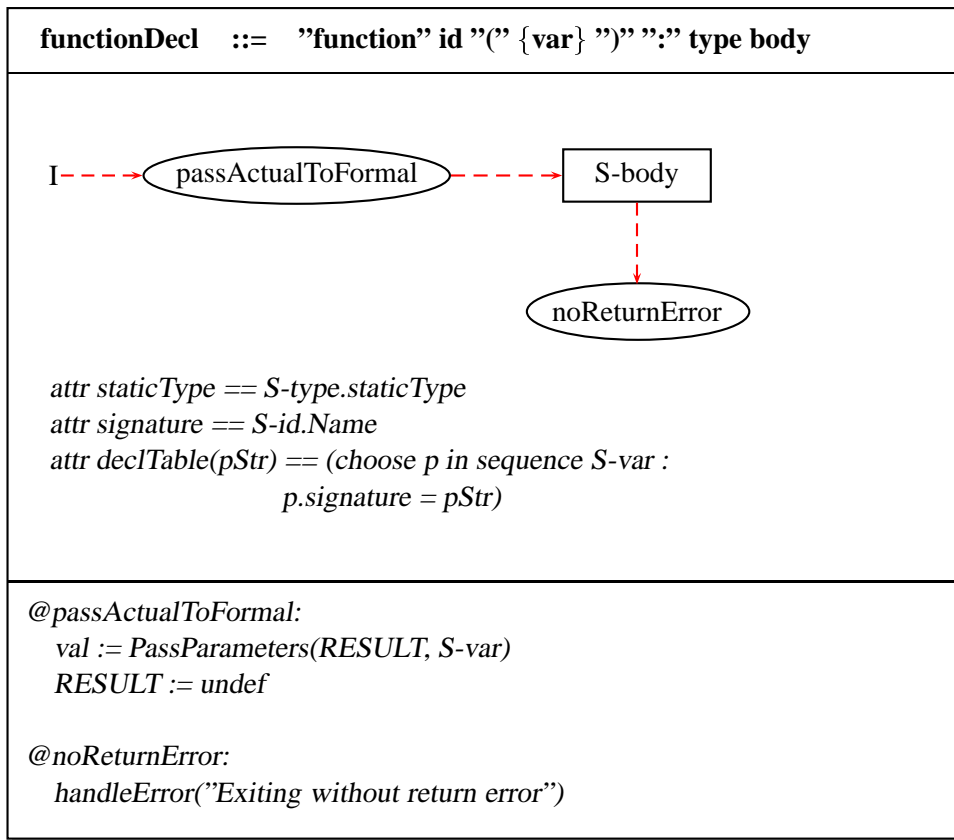 functionDecl ::= ”function” id ”(” {var} ”)” ”:” type body
I passActualToFormal S-body
noReturnError
attr staticType == S-type.staticType
attr signature == S-id.Name
attr declTable(pStr) == (choose p in sequence S-var :
p.signature = pStr)
@passActualToFormal:
val := PassParameters(RESULT, S-var)
RESULT := undef
@noReturnError:
handleError(”Exiting without return error”)